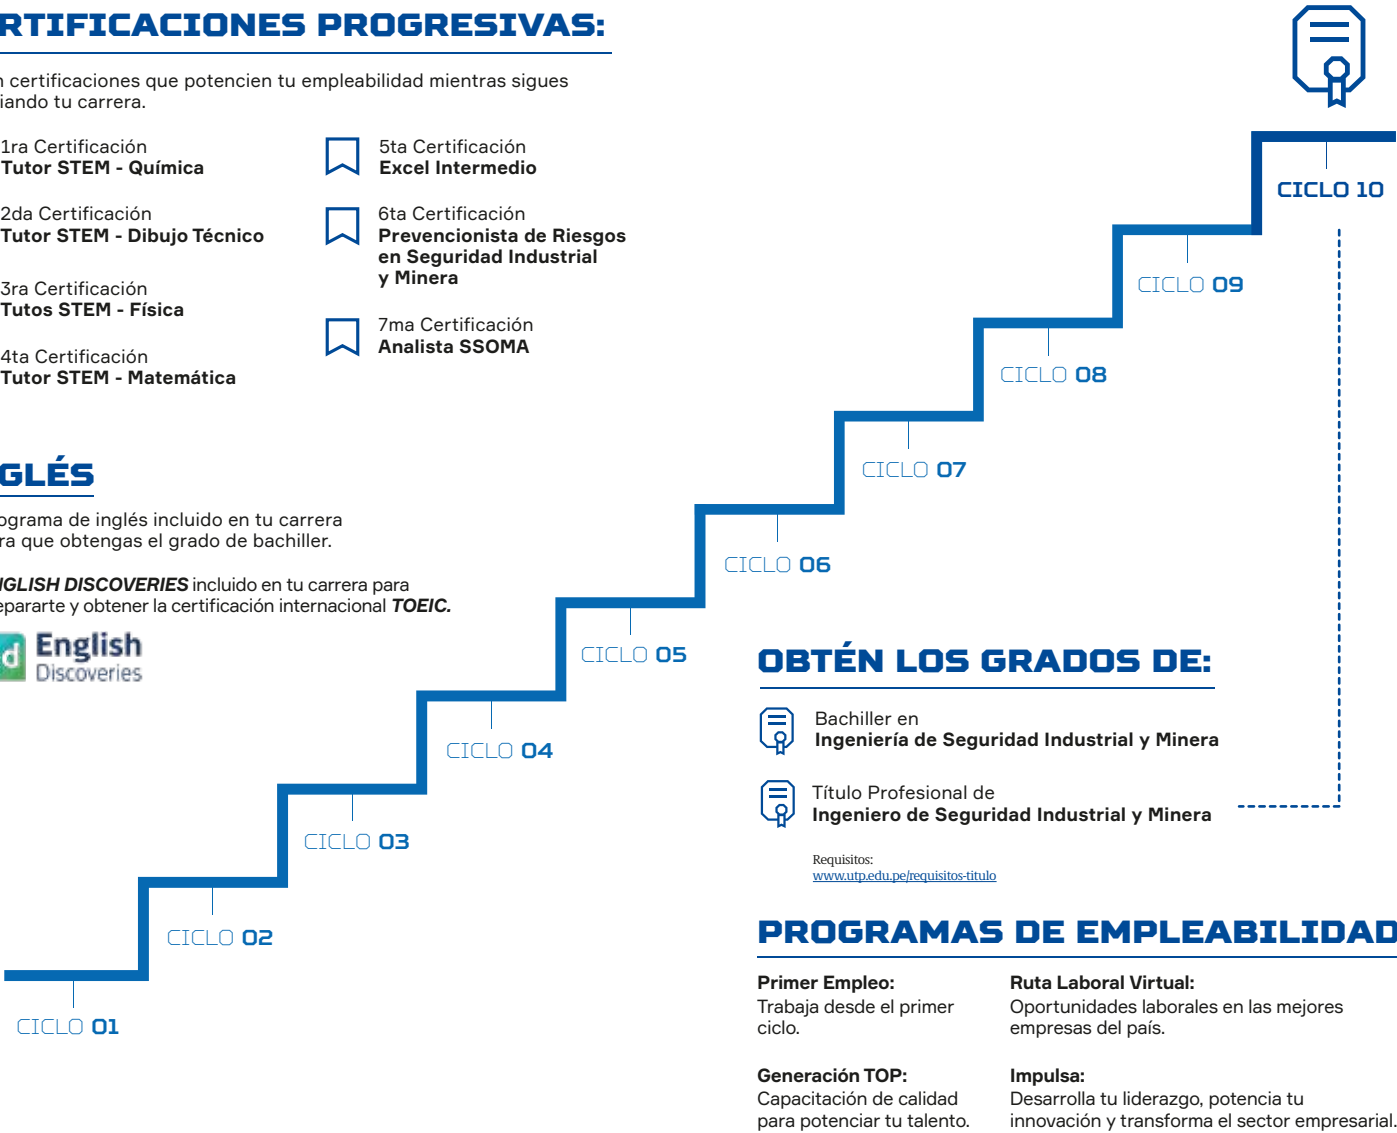 RTIFICACIONES PROGRESIVAS:
n certificaciones que potencien tu empleabilidad mientras sigues
iando tu carrera.
1ra Certificación
Tutor STEM - Química
2da Certificación
Tutor STEM - Dibujo Técnico
3ra Certificación
Tutos STEM - Física
4ta Certificación
Tutor STEM - Matemática
5ta Certificación
Excel Intermedio
6ta Certificación
Prevencionista de Riesgos
en Seguridad Industrial
y Minera
7ma Certificación
Analista SSOMA
GLÉS
ograma de inglés incluido en tu carrera
ra que obtengas el grado de bachiller.
NGLISH DISCOVERIES incluido en tu carrera para
epararte y obtener la certificación internacional TOEIC.
d English
Discoveries
CICLO 10
CICLO 09
CICLO 08
CICLO 07
CICLO 06
CICLO 05
CICLO 04
CICLO 03
CICLO 02
CICLO 01
OBTÉN LOS GRADOS DE:
Bachiller en
Ingeniería de Seguridad Industrial y Minera
Título Profesional de
Ingeniero de Seguridad Industrial y Minera
Requisitos:
www.utp.edu.pe/requisitos-titulo
PROGRAMAS DE EMPLEABILIDAD
Primer Empleo:
Trabaja desde el primer
ciclo.
Ruta Laboral Virtual:
Oportunidades laborales en las mejores
empresas del país.
Generación TOP:
Capacitación de calidad
para potenciar tu talento.
Impulsa:
Desarrolla tu liderazgo, potencia tu
innovación y transforma el sector empresarial.